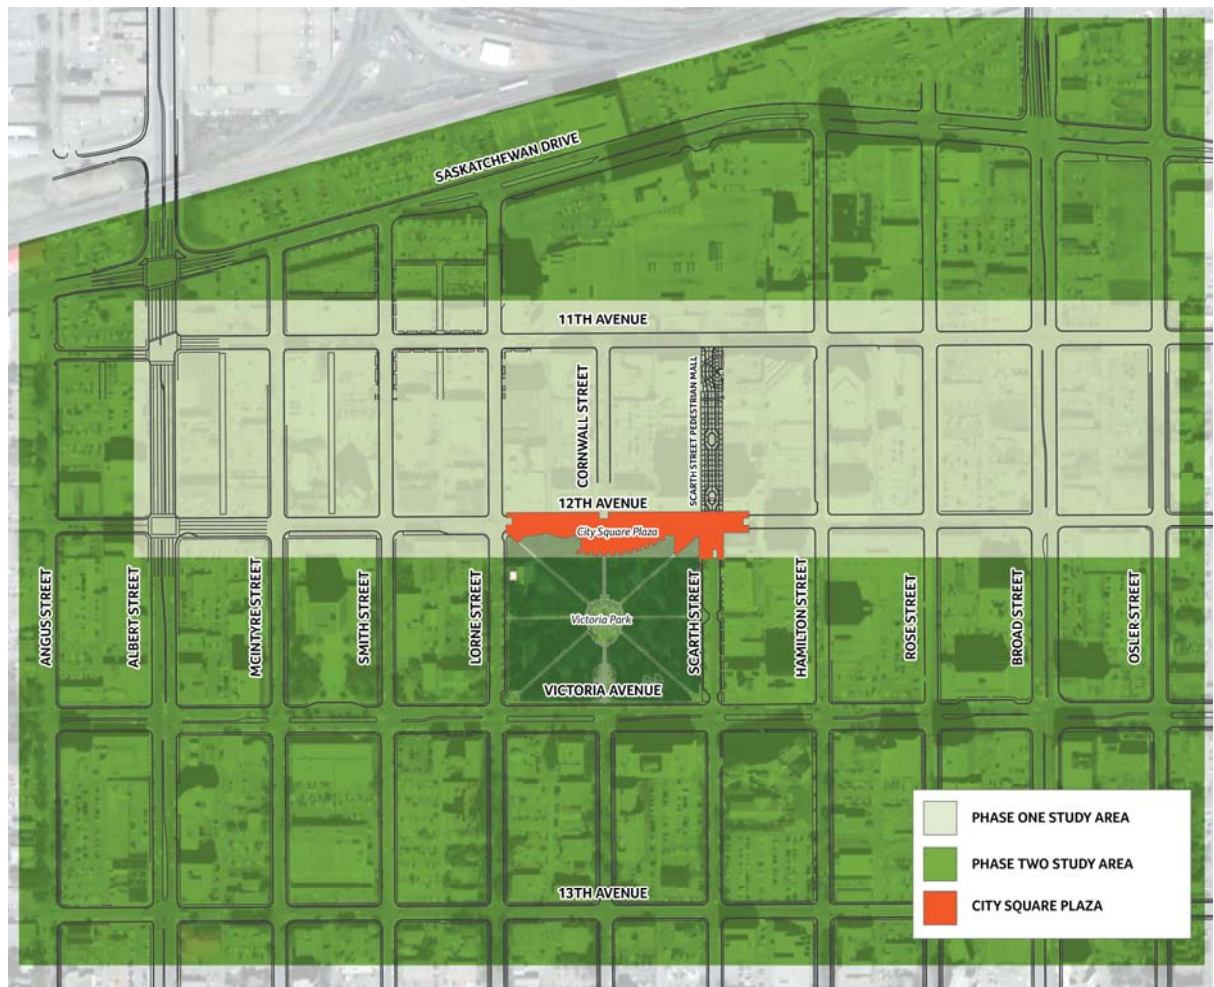 SASKATCHEWAN DRIVE
11TH AVENUE
CORNWALL STREET
SCARTH STREET PEDESTRIAN MALL
12TH AVENUE
City Square Plaza
ANGUS STREET
ALBERT STREET
MCINTYRE STREET
SMITH STREET
LORNE STREET
Victoria Park
SCARTH STREET
HAMILTON STREET
ROSE STREET
BROAD STREET
OSLER STREET
VICTORIA AVENUE
13TH AVENUE
PHASE ONE STUDY AREA
PHASE TWO STUDY AREA
CITY SQUARE PLAZA